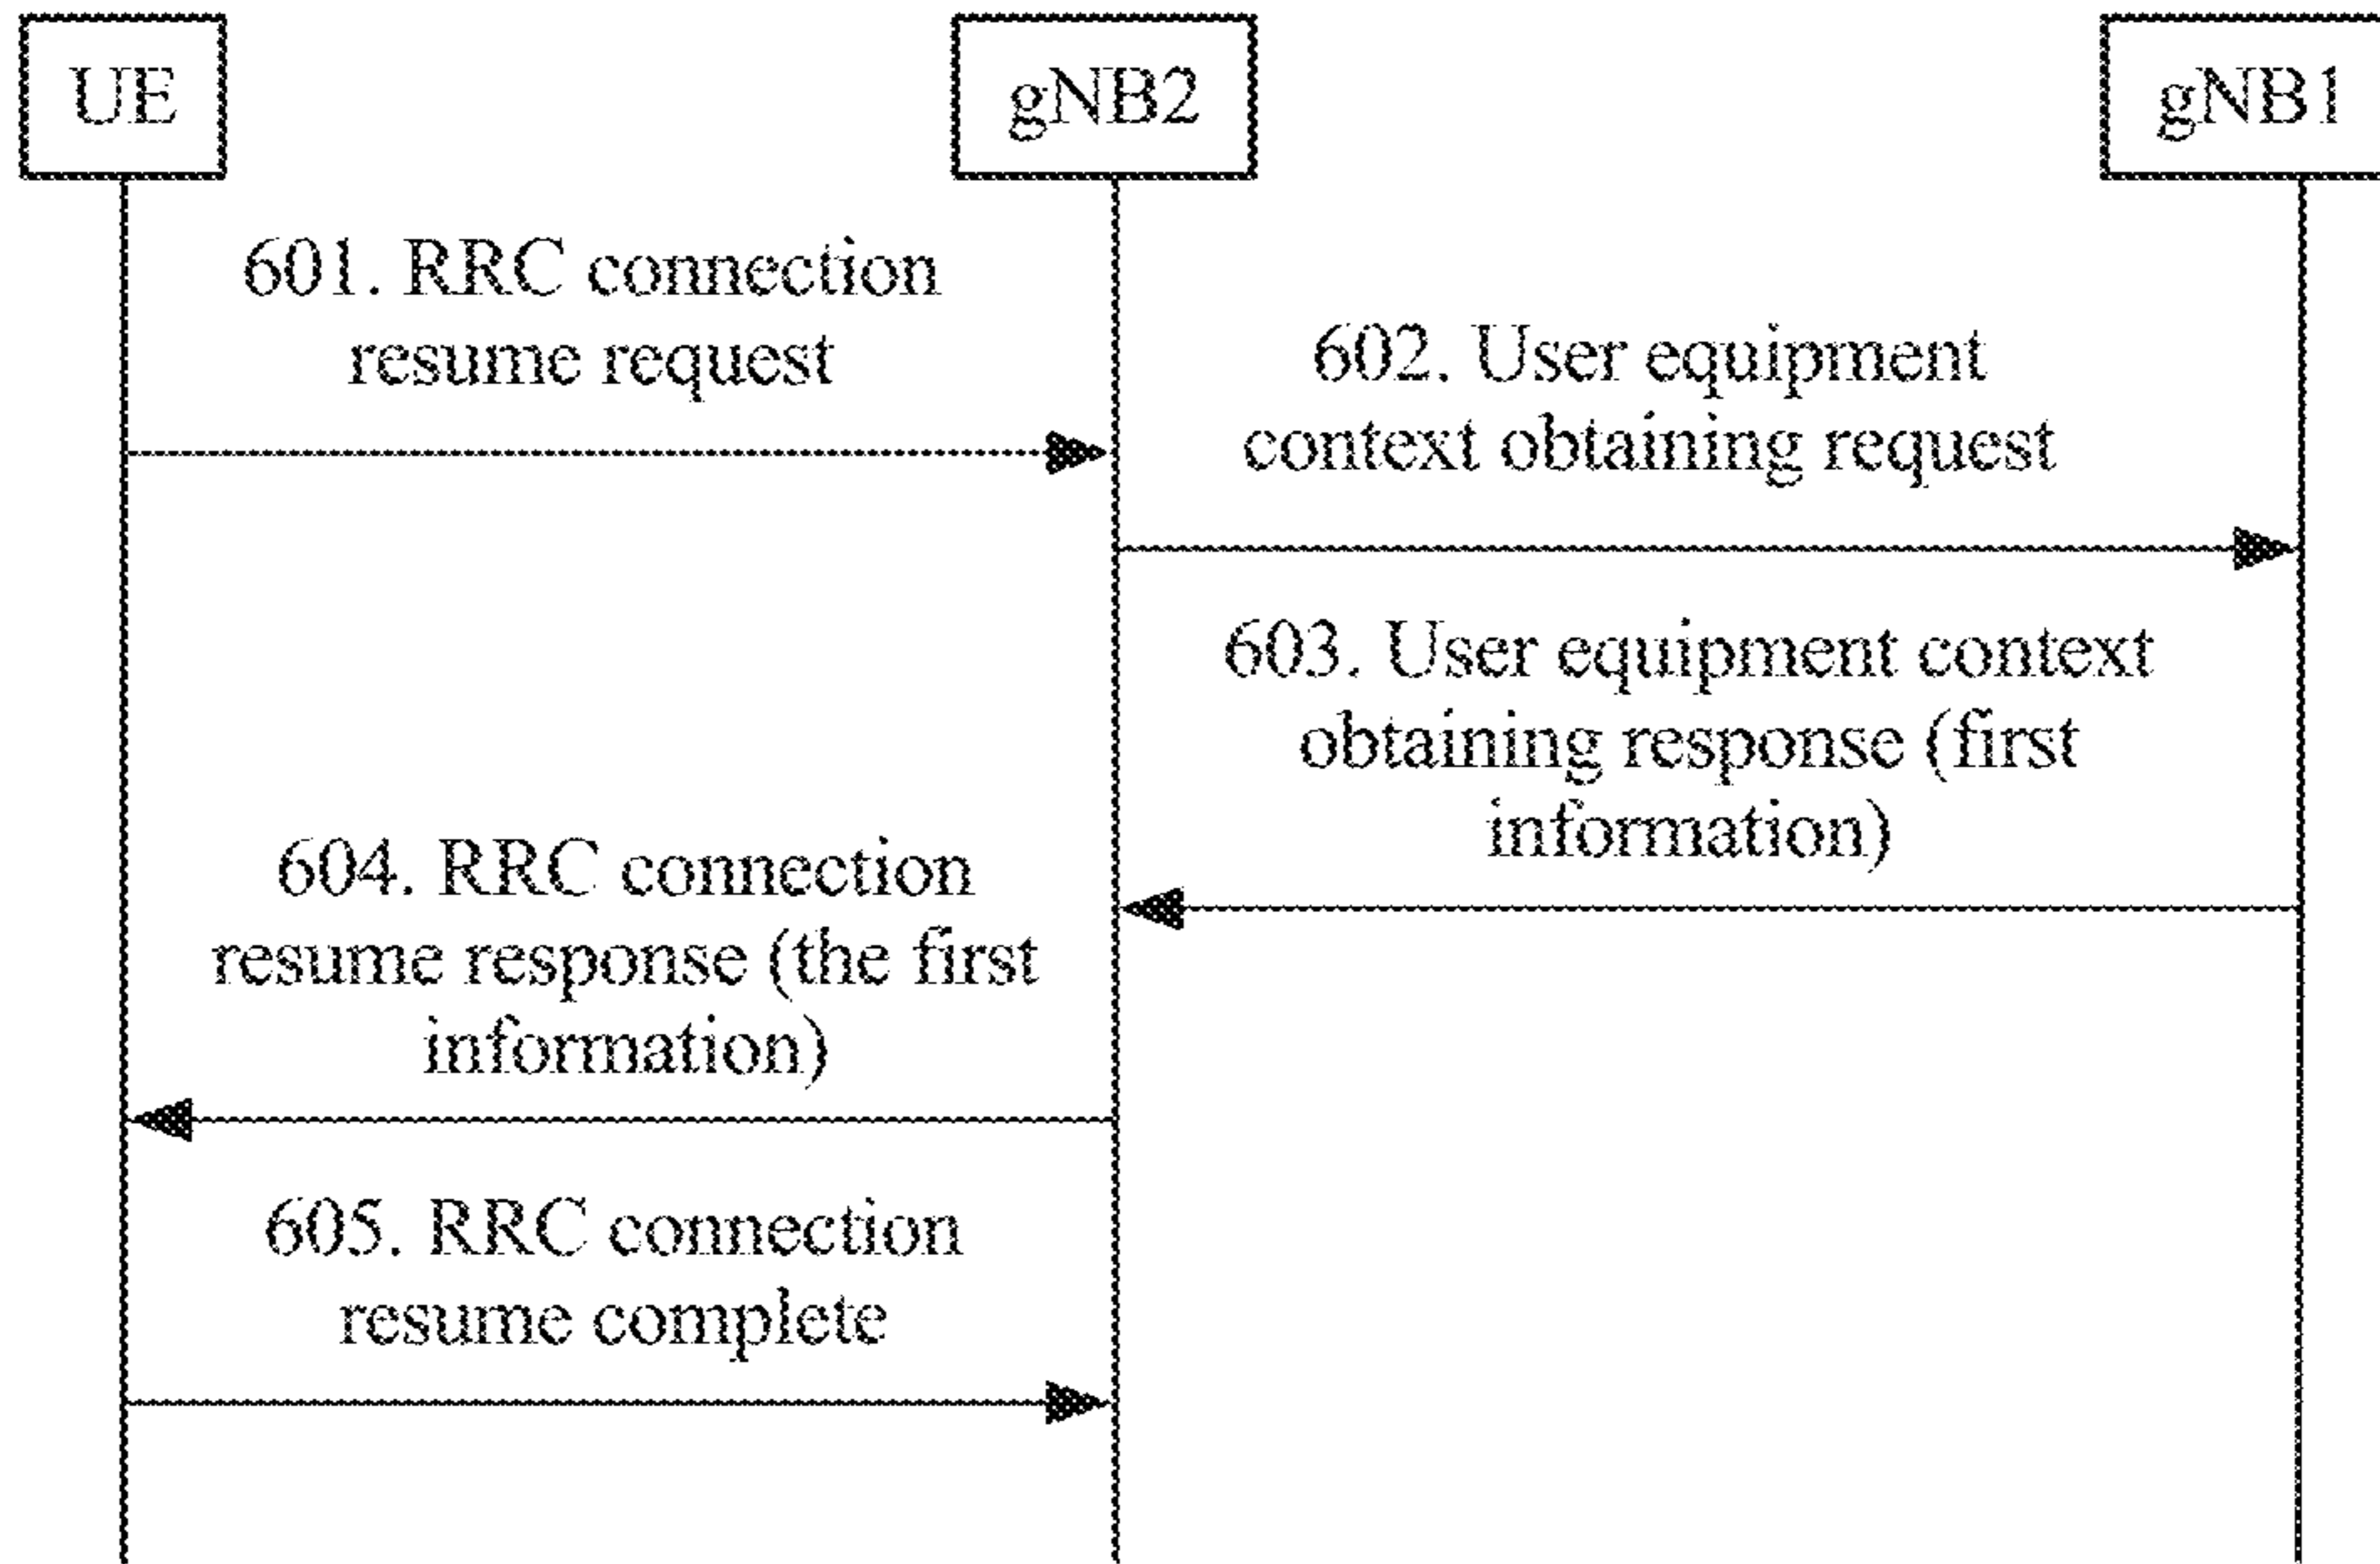 UE
gNB2
gNB1
601. RRC connection
resume request
602. User equipment
context obtaining request
603. User equipment context
obtaining response (first
information)
604. RRC connection
resume response (the first
information)
605. RRC connection
resume complete